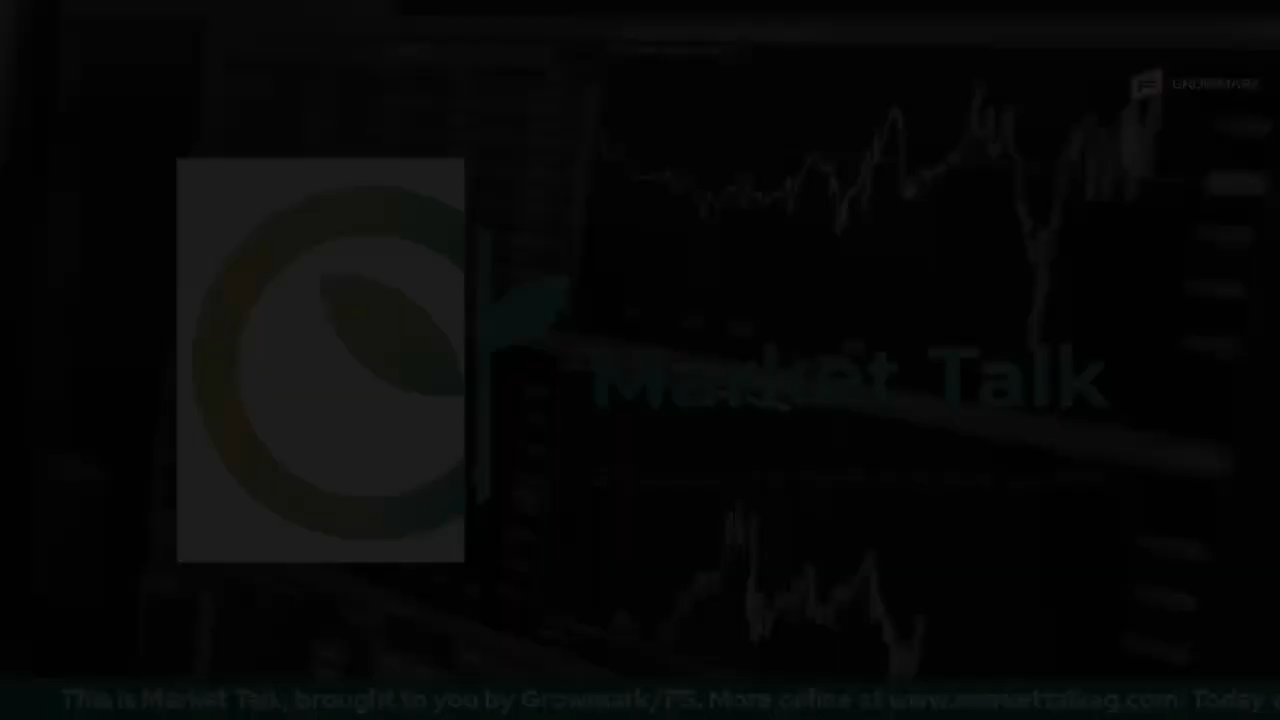 GROWMARK
Market Talk
This is Market Talk, brought to you by Growmark/FS. More online at www.markettalkag.com. Today